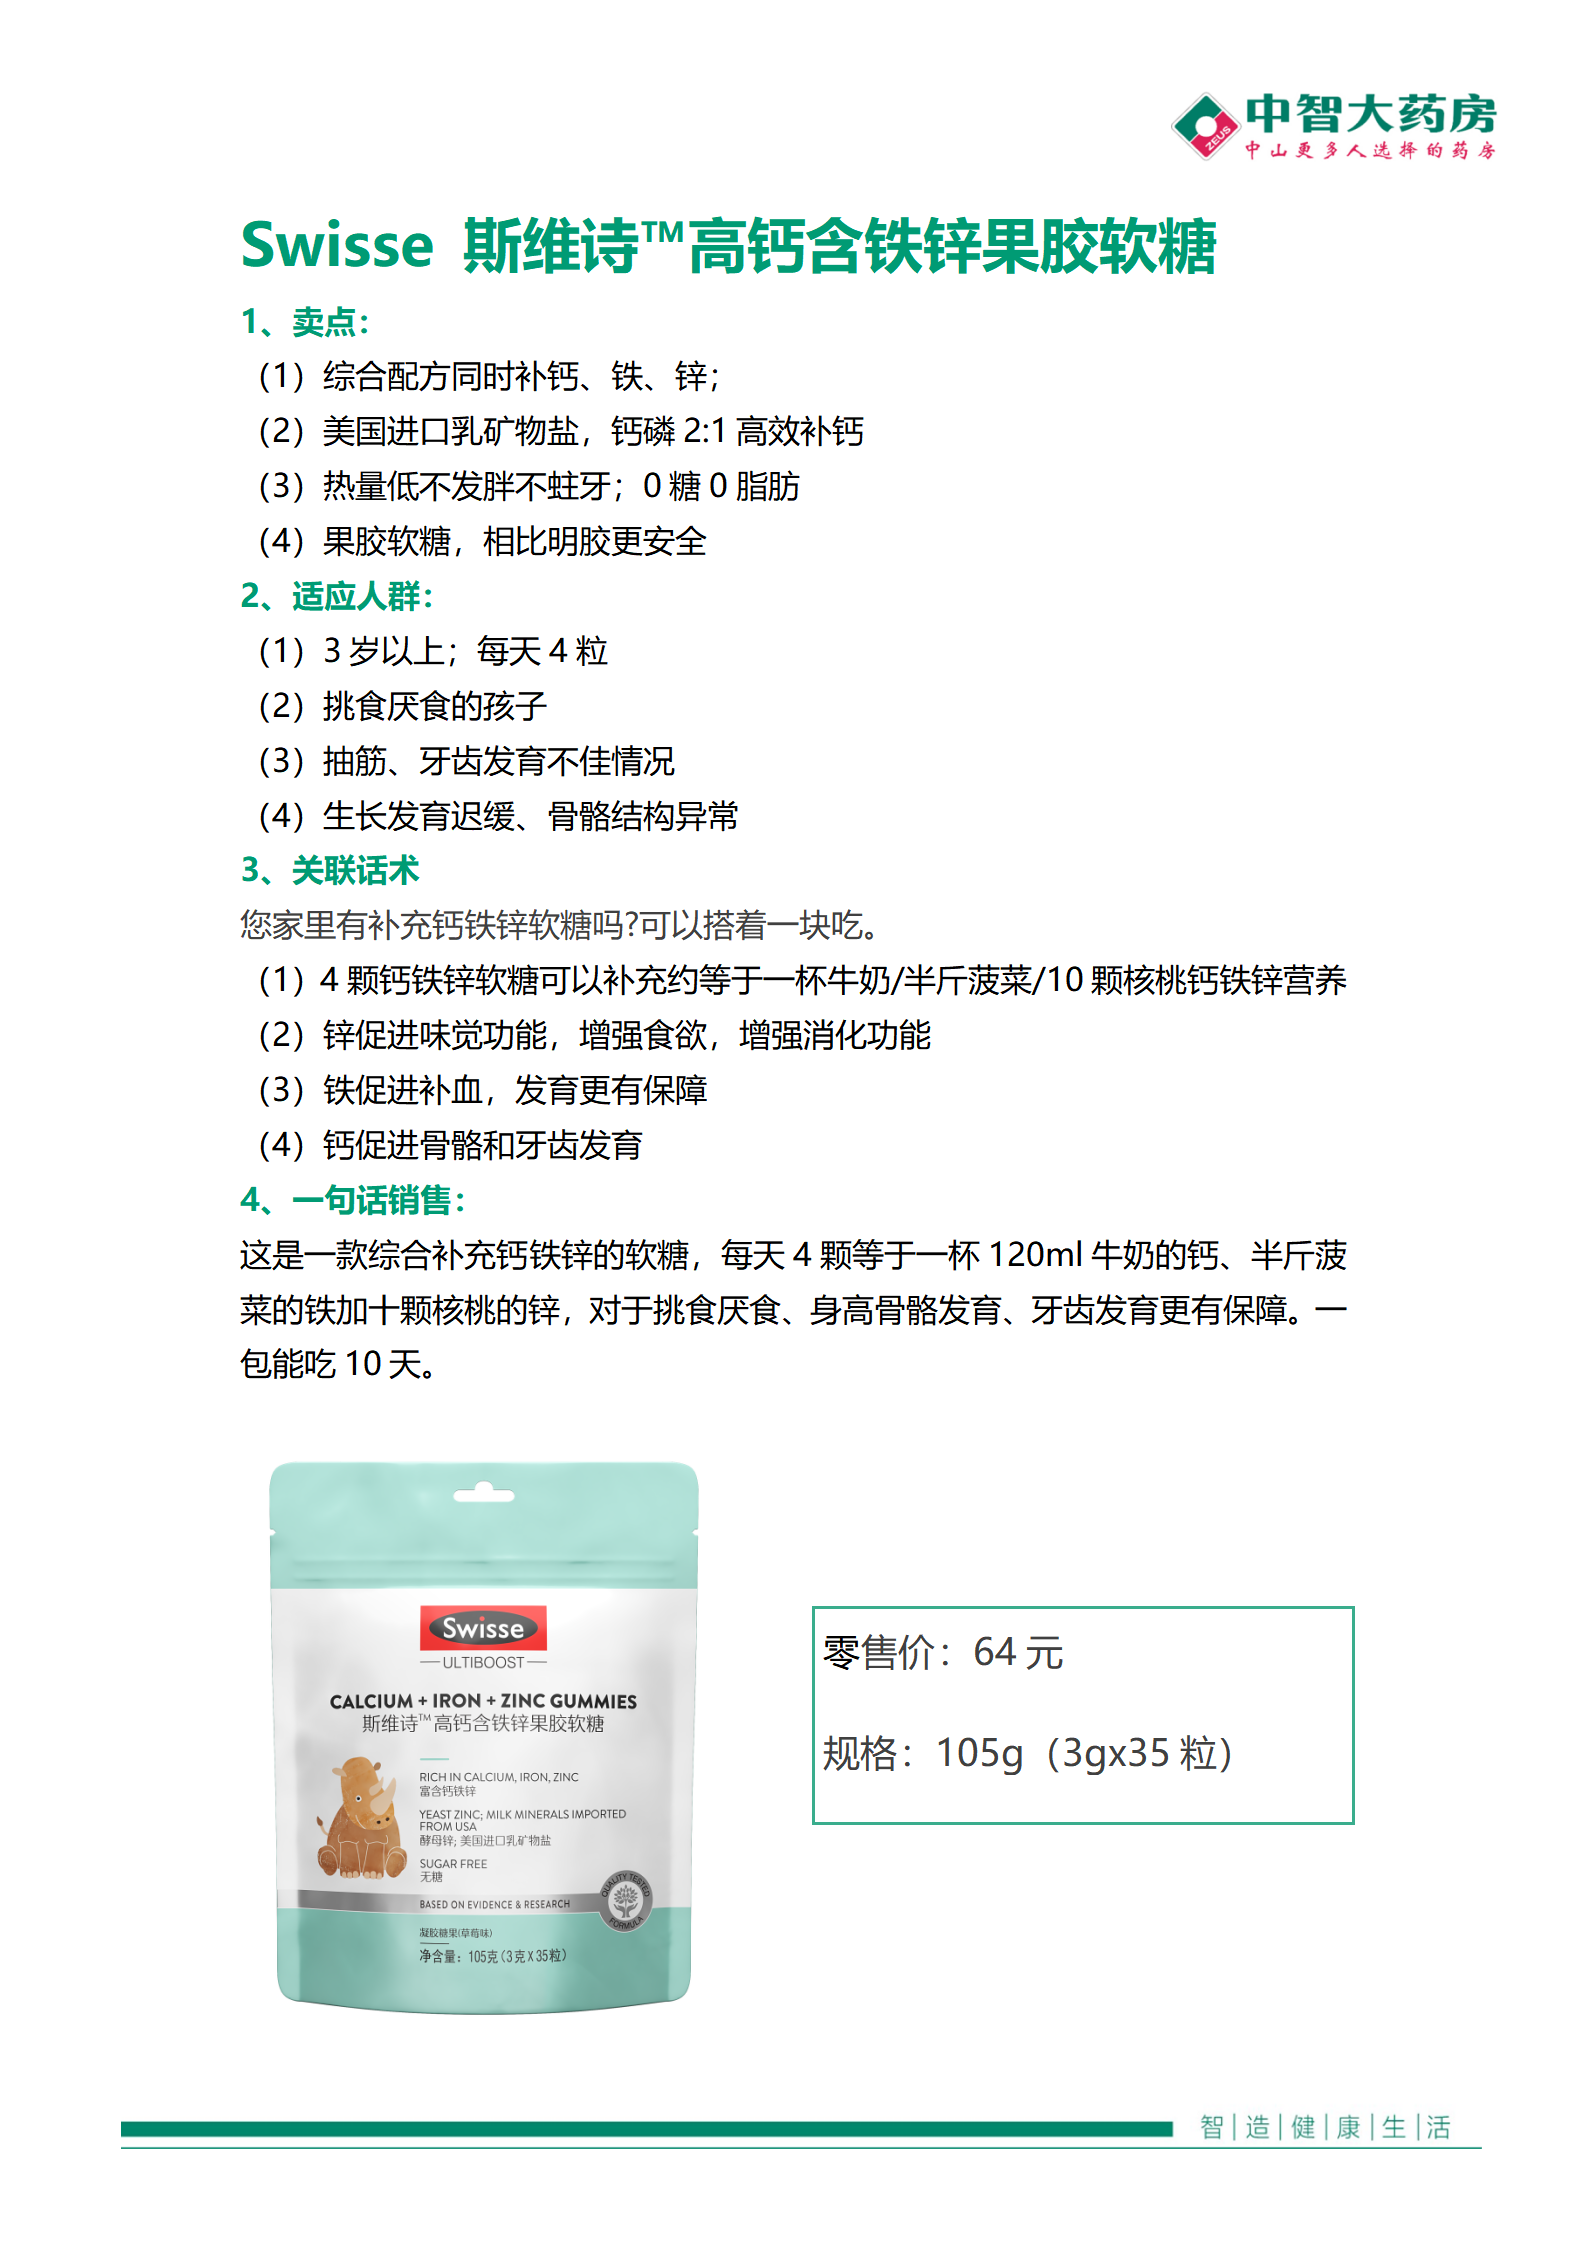 中智大药房
ZEUS
中山更多人选择的药房
Swisse 斯维诗™高钙含铁锌果胶软糖
1、卖点：
（1）综合配方同时补钙、铁、锌；
（2）美国进口乳矿物盐，钙磷 2:1 高效补钙
（3）热量低不发胖不蛀牙；0 糖 0 脂肪
（4）果胶软糖，相比明胶更安全
2、适应人群：
（1）3 岁以上；每天 4 粒
（2）挑食厌食的孩子
（3）抽筋、牙齿发育不佳情况
（4）生长发育迟缓、骨骼结构异常
3、关联话术
您家里有补充钙铁锌软糖吗?可以搭着一块吃。
（1）4 颗钙铁锌软糖可以补充约等于一杯牛奶/半斤菠菜/10 颗核桃钙铁锌营养
（2）锌促进味觉功能，增强食欲，增强消化功能
（3）铁促进补血，发育更有保障
（4）钙促进骨骼和牙齿发育
4、一句话销售：
这是一款综合补充钙铁锌的软糖，每天 4 颗等于一杯 120ml 牛奶的钙、半斤菠
菜的铁加十颗核桃的锌，对于挑食厌食、身高骨骼发育、牙齿发育更有保障。一
包能吃 10 天。
Swisse
ULTIBOOST
CALCIUM + IRON + ZINC GUMMIES
斯维诗™高钙含铁锌果胶软糖
RICH IN CALCIUM, IRON, ZINC
富含钙铁锌
YEAST ZINC; MILK MINERALS IMPORTED
FROM USA
酵母锌; 美国进口乳矿物盐
SUGAR FREE
无糖
BASED ON EVIDENCE & RESEARCH
QUALITY TESTED
FORMULA
凝胶糖果(草莓味)
净含量：105克（3克 X 35粒）
零售价：64 元
规格：105g（3gx35 粒）
智|造|健|康|生|活